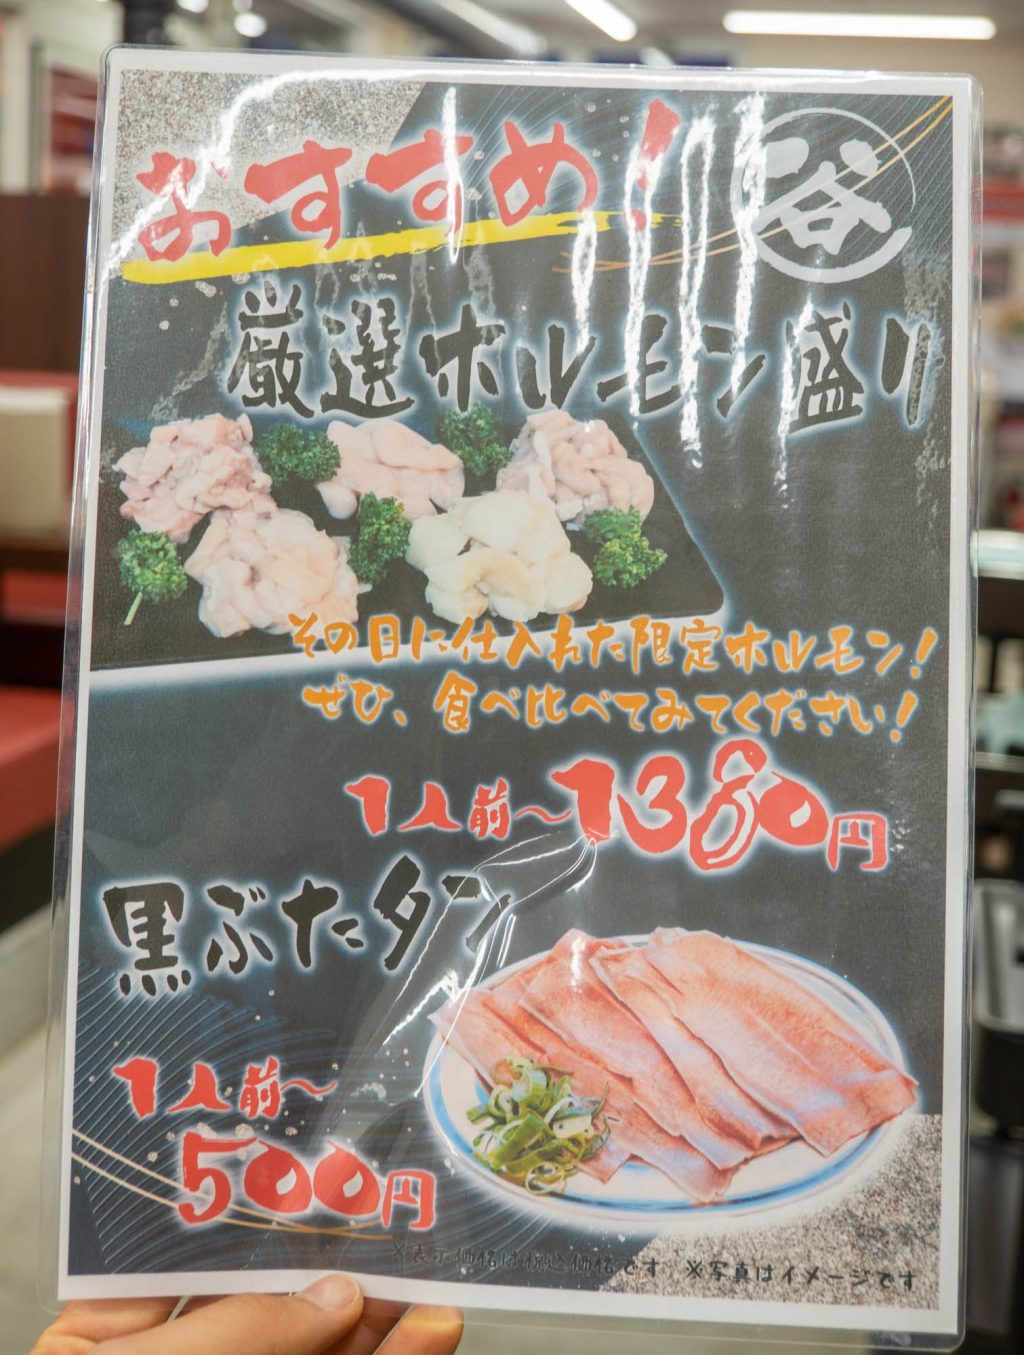 おすすめ！
谷
厳選ホルモン盛り
その日に仕入れた限定ホルモン！
ぜひ、食べ比べてみてください！
1人前〜1380円
黒ぶたタン
1人前〜
500円
※表示価格は税込価格です ※写真はイメージです